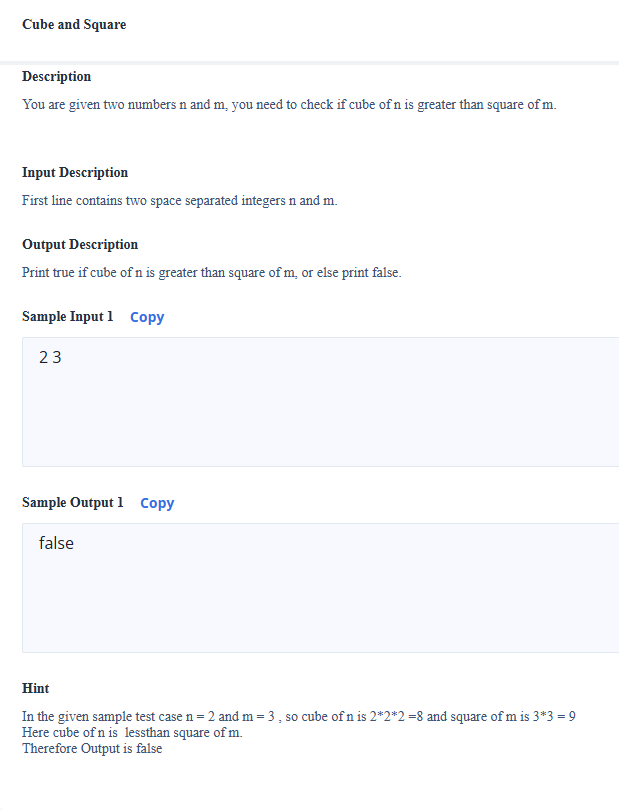 Cube and Square
Description
You are given two numbers n and m, you need to check if cube of n is greater than square of m.
Input Description
First line contains two space separated integers n and m.
Output Description
Print true if cube of n is greater than square of m, or else print false.
Sample Input 1 Copy
2 3
Sample Output 1 Copy
false
Hint
In the given sample test case n = 2 and m = 3 , so cube of n is 2*2*2 =8 and square of m is 3*3 = 9
Here cube of n is  lessthan square of m.
Therefore Output is false